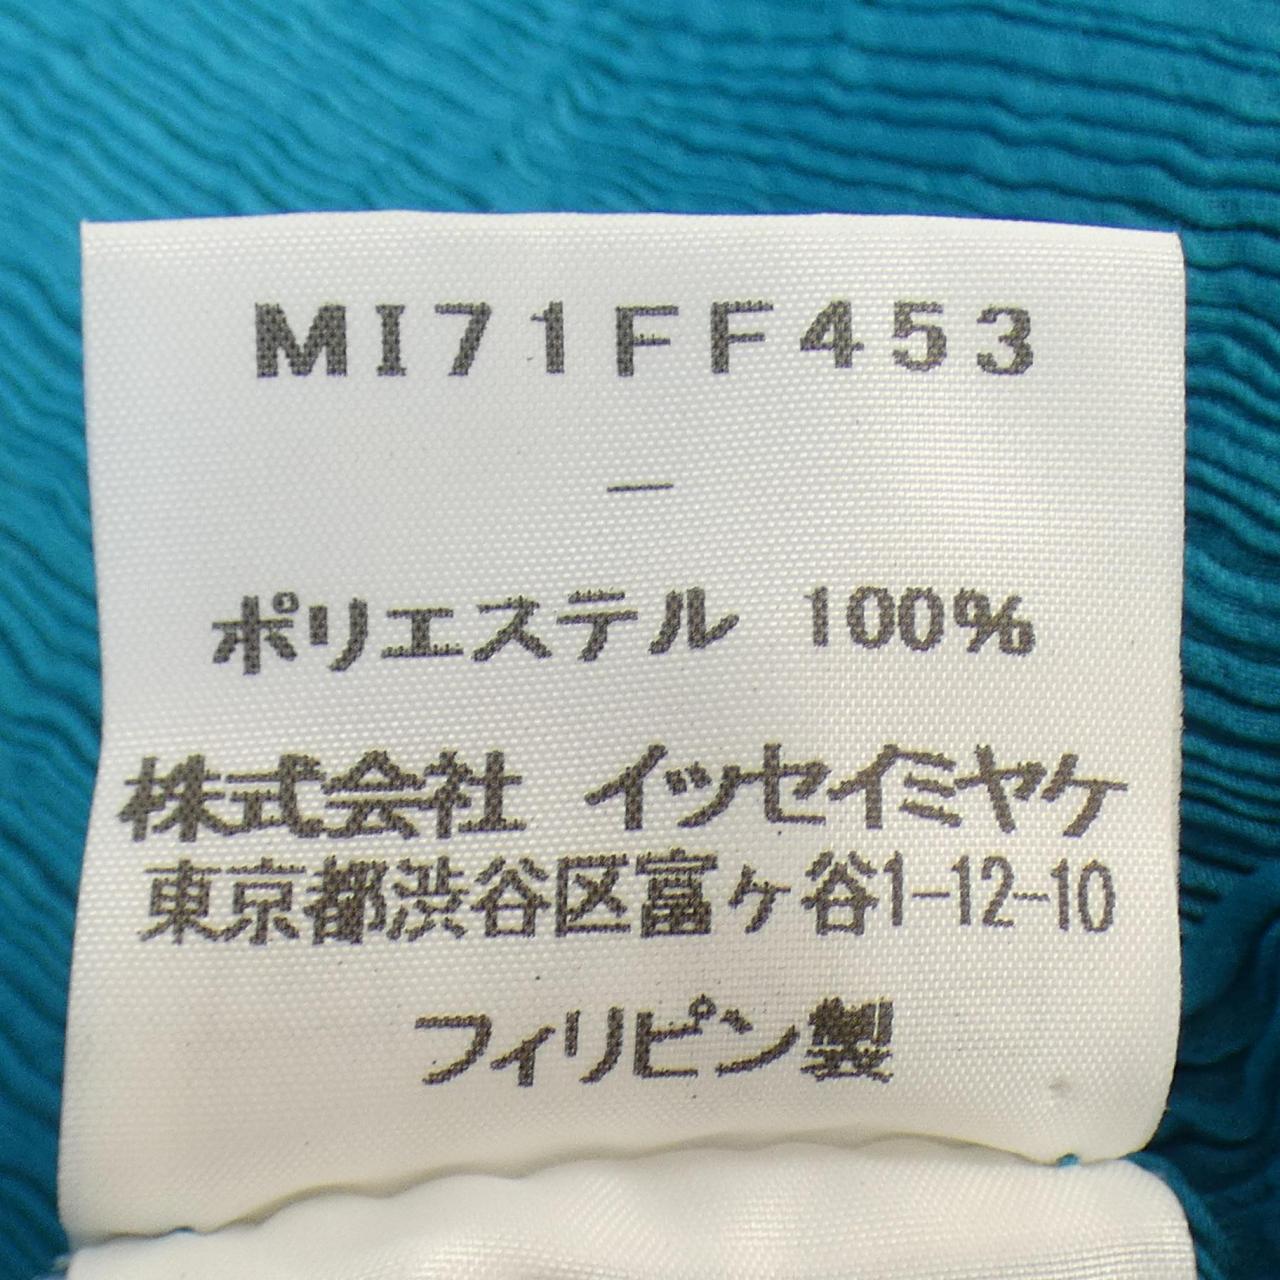 MI71FF453
—
ポリエステル 100%
株式会社 イッセイミヤケ
東京都渋谷区富ヶ谷1-12-10
フィリピン製